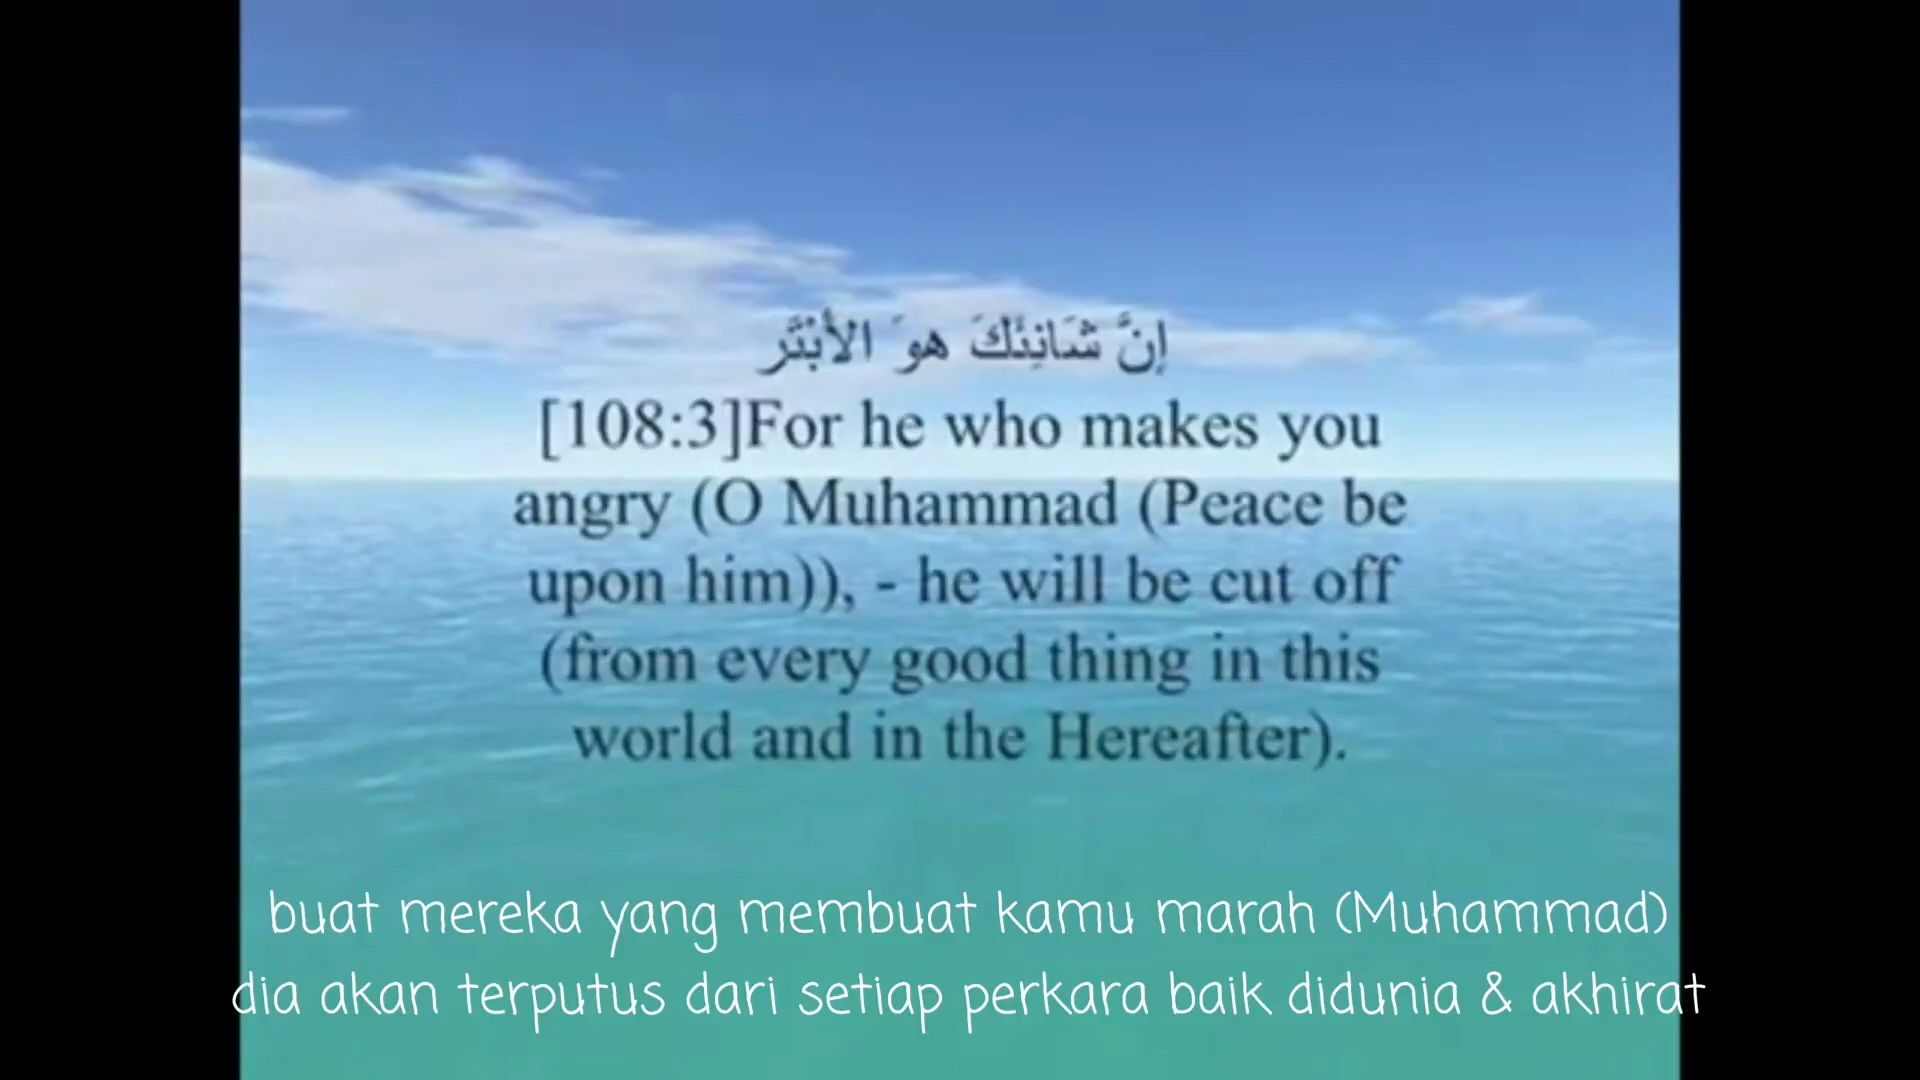 إِنَّ شَانِئَكَ هوَ الأَبْتَر
[108:3]For he who makes you
angry (O Muhammad (Peace be
upon him)), - he will be cut off
(from every good thing in this
world and in the Hereafter).
buat mereka yang membuat kamu marah (Muhammad)
dia akan terputus dari setiap perkara baik didunia & akhirat